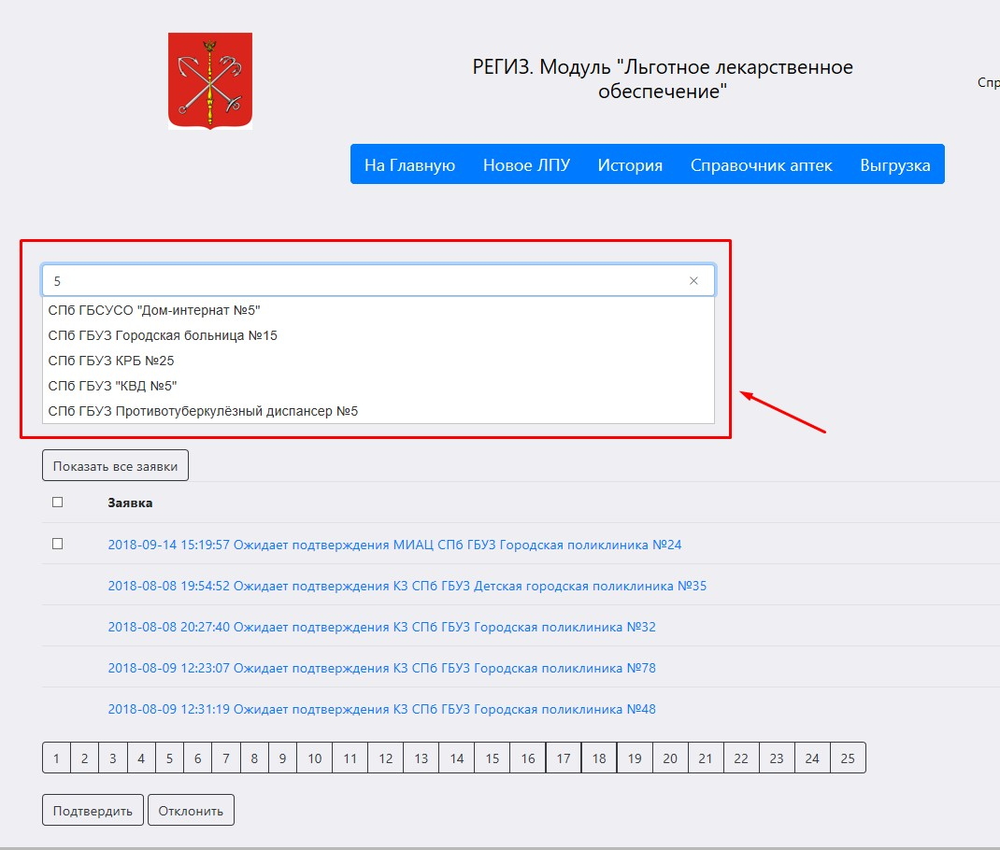 РЕГИЗ. Модуль "Льготное лекарственное
обеспечение"
Спр
На Главную Новое ЛПУ История Справочник аптек Выгрузка
5
СПб ГБСУСО "Дом-интернат №5"
СПб ГБУЗ Городская больница №15
СПб ГБУЗ КРБ №25
СПб ГБУЗ "КВД №5"
СПб ГБУЗ Противотуберкулёзный диспансер №5
Показать все заявки
Заявка
2018-09-14 15:19:57 Ожидает подтверждения МИАЦ СПб ГБУЗ Городская поликлиника №24
2018-08-08 19:54:52 Ожидает подтверждения КЗ СПб ГБУЗ Детская городская поликлиника №35
2018-08-08 20:27:40 Ожидает подтверждения КЗ СПб ГБУЗ Городская поликлиника №32
2018-08-09 12:23:07 Ожидает подтверждения КЗ СПб ГБУЗ Городская поликлиника №78
2018-08-09 12:31:19 Ожидает подтверждения КЗ СПб ГБУЗ Городская поликлиника №48
1 2 3 4 5 6 7 8 9 10 11 12 13 14 15 16 17 18 19 20 21 22 23 24 25
Подтвердить Отклонить